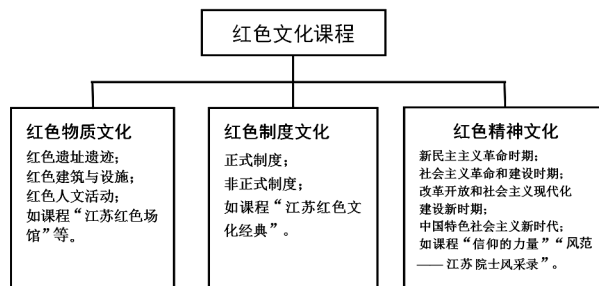 红色文化课程
红色物质文化
红色遗址遗迹；
红色建筑与设施；
红色人文活动；
如课程“江苏红色场
馆”等。
红色制度文化
正式制度；
非正式制度；
如课程“江苏红色文
化经典”。
红色精神文化
新民主主义革命时期；
社会主义革命和建设时期；
改革开放和社会主义现代化
建设新时期；
中国特色社会主义新时代；
如课程“信仰的力量”“风范
——江苏院士风采录”。